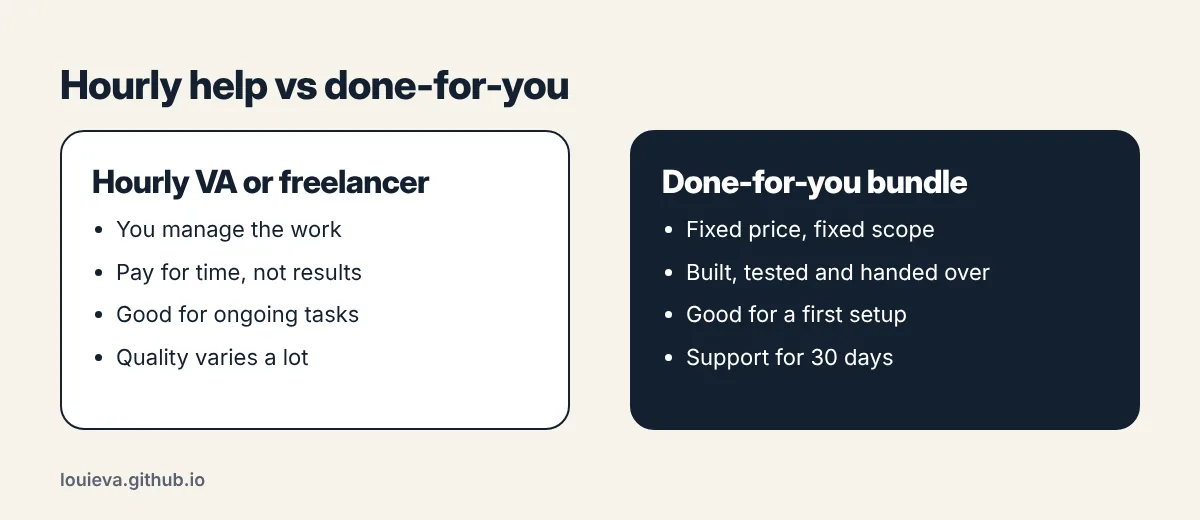 Hourly help vs done-for-you
Hourly VA or freelancer
• You manage the work
• Pay for time, not results
• Good for ongoing tasks
• Quality varies a lot
Done-for-you bundle
• Fixed price, fixed scope
• Built, tested and handed over
• Good for a first setup
• Support for 30 days
louieva.github.io